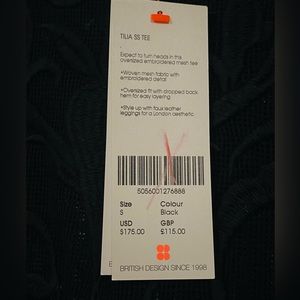 TILIA SS TEE
Expect to turn heads in this
oversized embroidered mesh tee
•Woven mesh fabric with
embroidered detail
•Oversized fit with dropped back
hem for easy layering
•Style up with faux leather
leggings for a London aesthetic
5056001276888
Size Colour
S Black
USD GBP
$175.00 £115.00
BRITISH DESIGN SINCE 1998